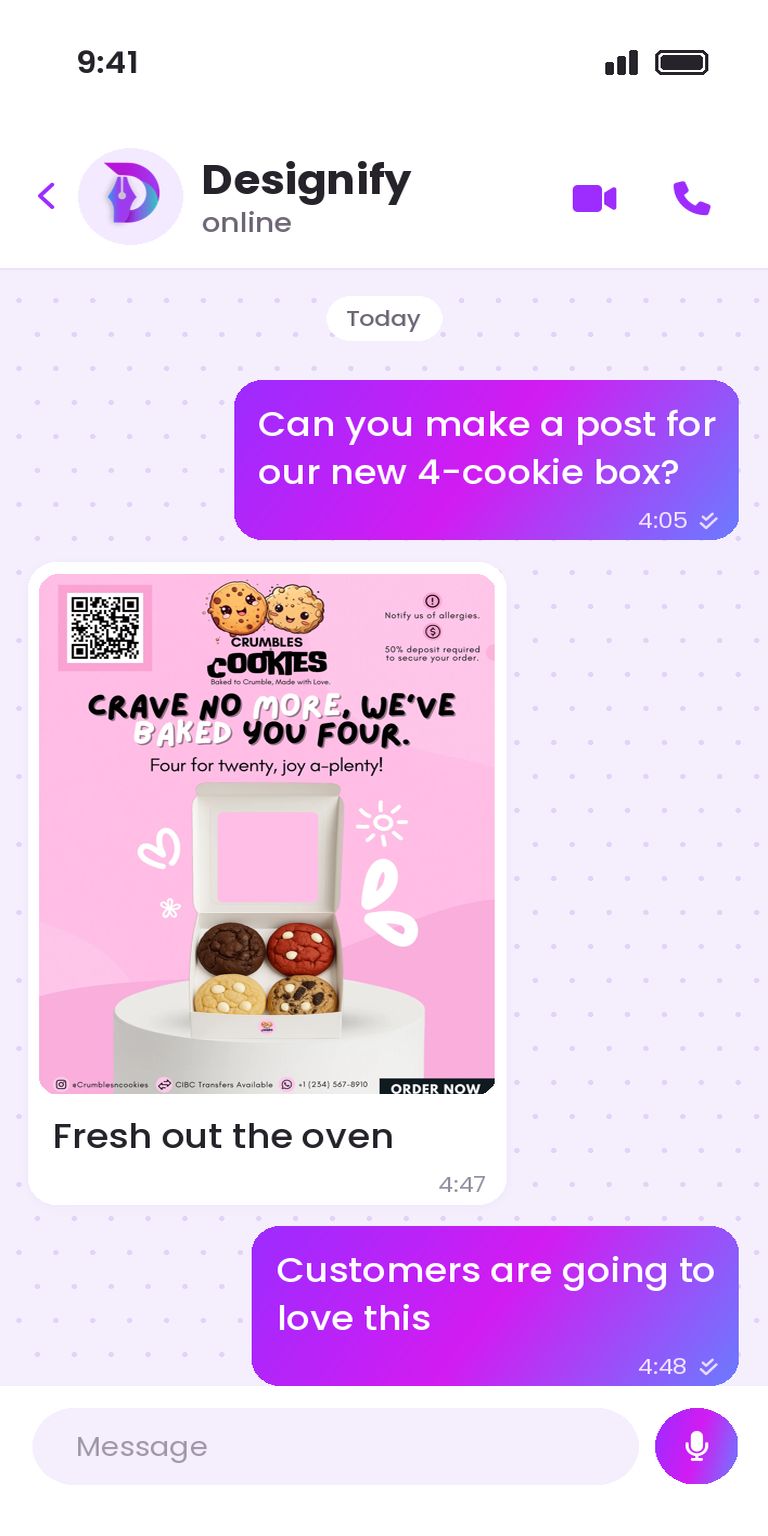 9:41
Designify
online
Today
Can you make a post for
our new 4-cookie box?
4:05
CRUMBLES
COOKIES
Baked to Crumble, Made with Love.
Notify us of allergies.
50% deposit required
to secure your order.
CRAVE NO MORE, WE'VE
BAKED YOU FOUR.
Four for twenty, joy a-plenty!
@Crumblesncookies
CIBC Transfers Available
+1 (234) 567-8910
ORDER NOW
Fresh out the oven
4:47
Customers are going to
love this
4:48
Message